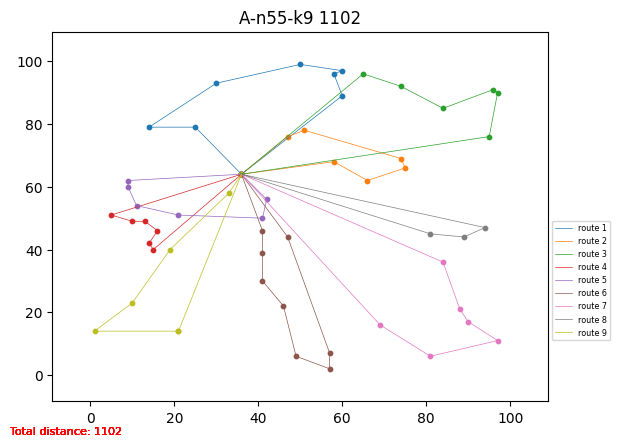 A-n55-k9 1102
100
80
60
40
20
0
0 20 40 60 80 100
route 1
route 2
route 3
route 4
route 5
route 6
route 7
route 8
route 9
Total distance: 1102